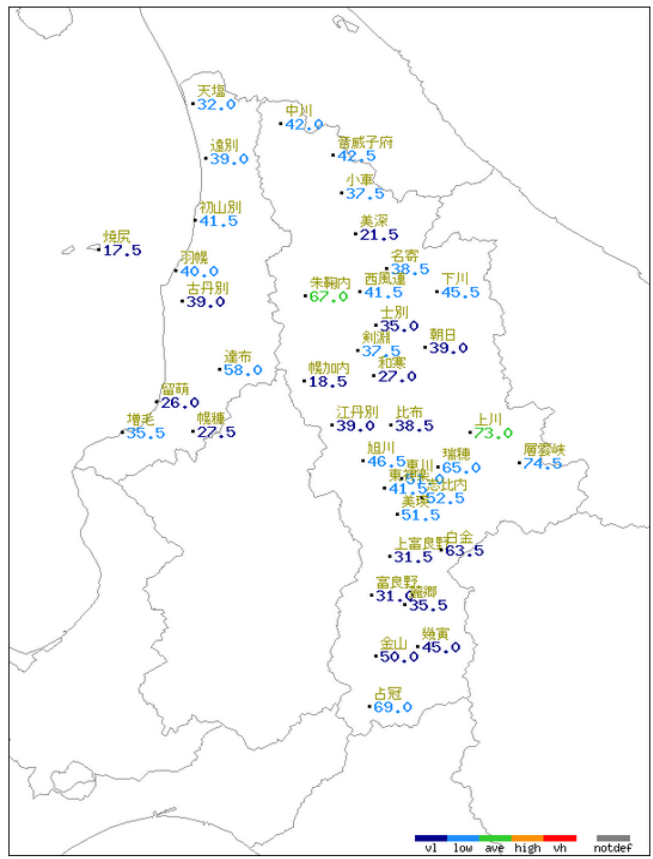 天塩
32.0
中川
42.0
音威子府
42.5
遠別
39.0
小車
37.5
初山別
41.5
美深
21.5
焼尻
17.5
羽幌
40.0
名寄
38.5
古丹別
39.0
朱鞠内
67.0
西風連
41.5
下川
45.5
士別
35.0
剣淵
37.5
朝日
39.0
達布
58.0
幌加内
18.5
和寒
27.0
留萌
26.0
増毛
35.5
幌糠
27.5
江丹別
39.0
比布
38.5
上川
73.0
旭川
46.5
瑞穂
65.0
層雲峡
74.5
東川
41.5
志比内
52.5
美瑛
51.5
上富良野
31.5
白金
63.5
富良野
31.0
麓郷
35.5
幾寅
45.0
金山
50.0
占冠
69.0
vl low ave high vh notdef